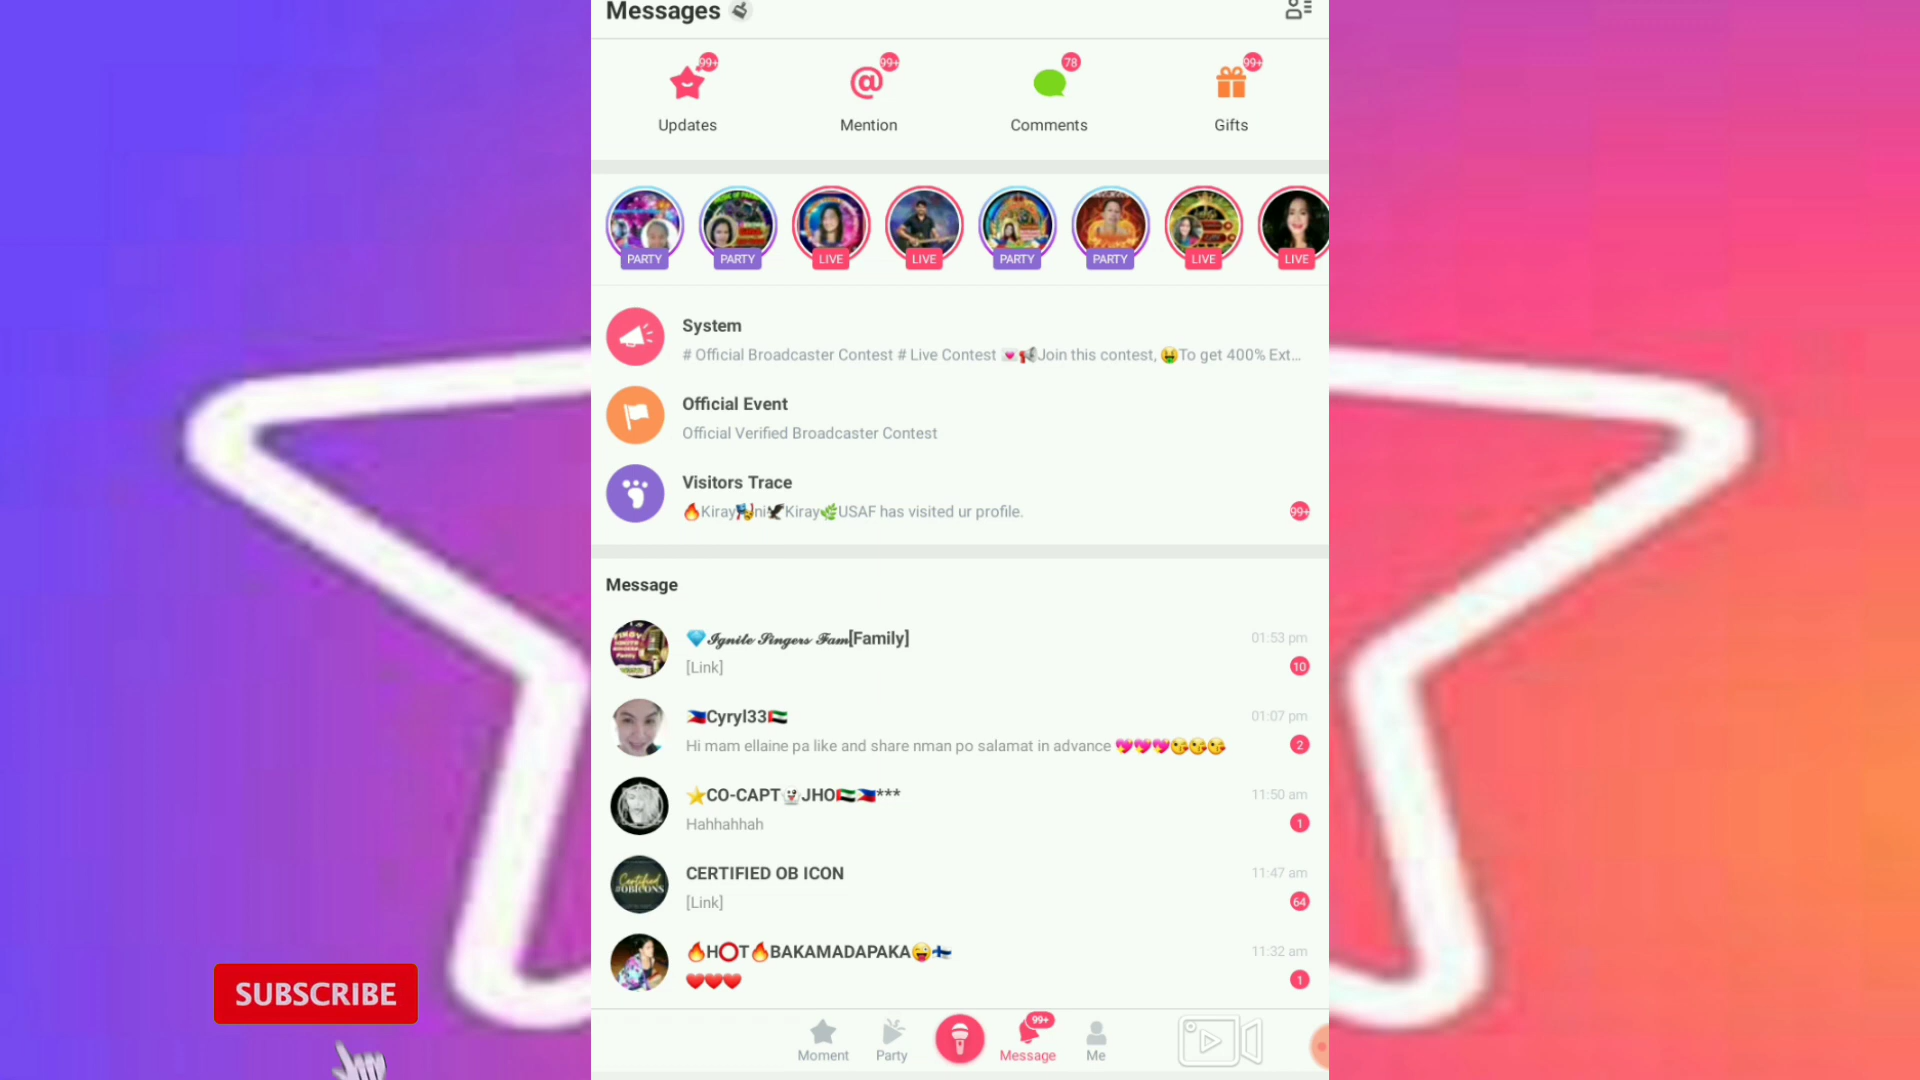 Messages
99+ 99+ 78 99+
Updates Mention Comments Gifts
PARTY PARTY LIVE LIVE PARTY PARTY LIVE LIVE
System
# Official Broadcaster Contest # Live Contest 💌📢Join this contest, 🤑To get 400% Ext...
Official Event
Official Verified Broadcaster Contest
Visitors Trace
🔥Kiray🎭ni🦅Kiray🌿USAF has visited ur profile.
99+
Message
💎𝓘𝓰𝓷𝓲𝓽𝓮 𝓢𝓲𝓷𝓰𝓮𝓻𝓼 𝓕𝓪𝓶[Family] 01:53 pm
[Link] 10
🇵🇭Cyryl33🇦🇪 01:07 pm
Hi mam ellaine pa like and share nman po salamat in advance 💖💖💖😘😘😘 2
⭐CO-CAPT👻JHO🇦🇪🇵🇭*** 11:50 am
Hahhahhah 1
CERTIFIED OB ICON 11:47 am
[Link] 64
🔥H⭕T🔥BAKAMADAPAKA😜🇫🇮 11:32 am
❤️❤️❤️ 1
SUBSCRIBE
99+
Moment Party Message Me